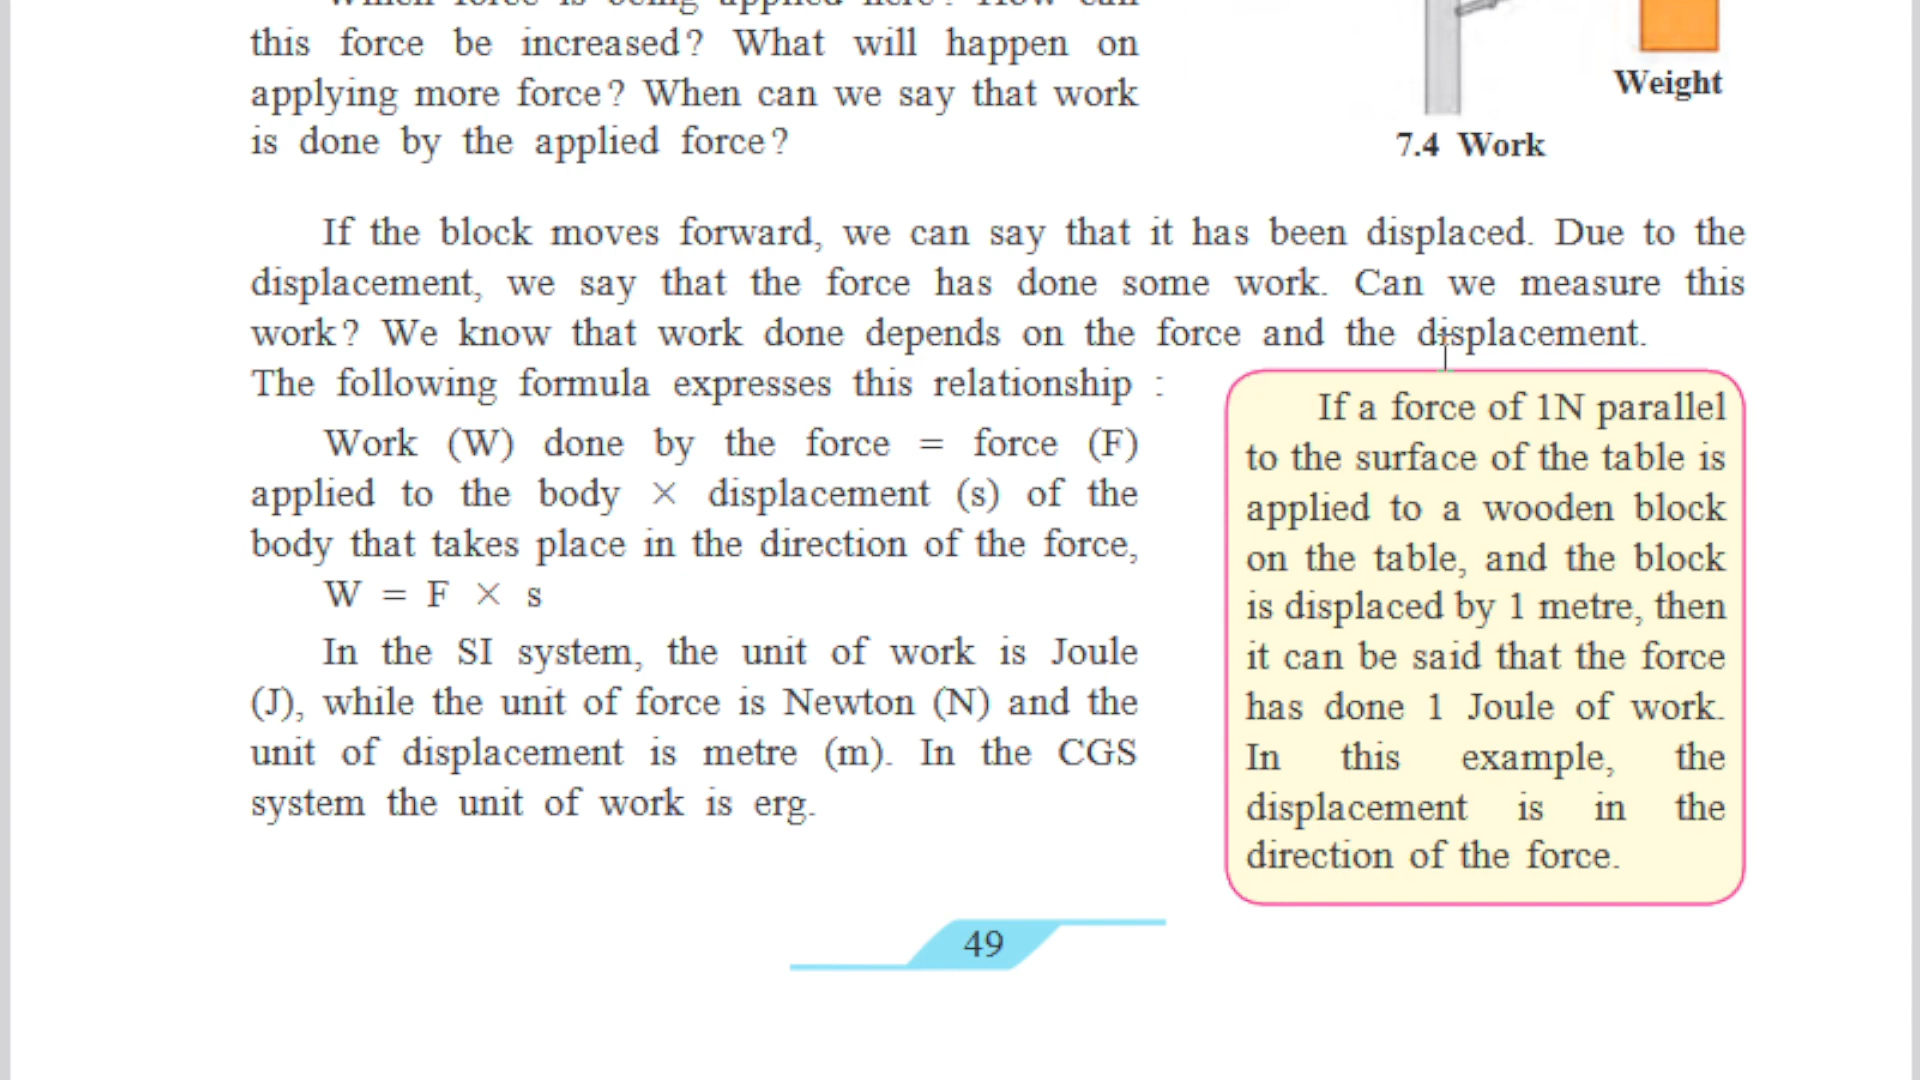 Which force is being applied here? How can
this force be increased? What will happen on
applying more force? When can we say that work
is done by the applied force?
Weight
7.4 Work
If the block moves forward, we can say that it has been displaced. Due to the
displacement, we say that the force has done some work. Can we measure this
work? We know that work done depends on the force and the displacement.
The following formula expresses this relationship :
Work (W) done by the force = force (F)
applied to the body × displacement (s) of the
body that takes place in the direction of the force,
W = F × s
In the SI system, the unit of work is Joule
(J), while the unit of force is Newton (N) and the
unit of displacement is metre (m). In the CGS
system the unit of work is erg.
If a force of 1N parallel
to the surface of the table is
applied to a wooden block
on the table, and the block
is displaced by 1 metre, then
it can be said that the force
has done 1 Joule of work.
In this example, the
displacement is in the
direction of the force.
49